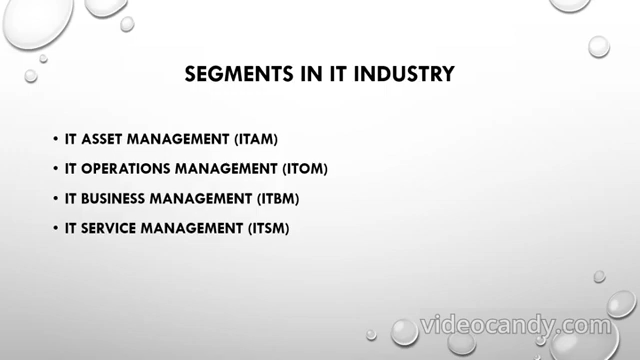 SEGMENTS IN IT INDUSTRY
• IT ASSET MANAGEMENT (ITAM)
• IT OPERATIONS MANAGEMENT (ITOM)
• IT BUSINESS MANAGEMENT (ITBM)
• IT SERVICE MANAGEMENT (ITSM)
videocandy.com